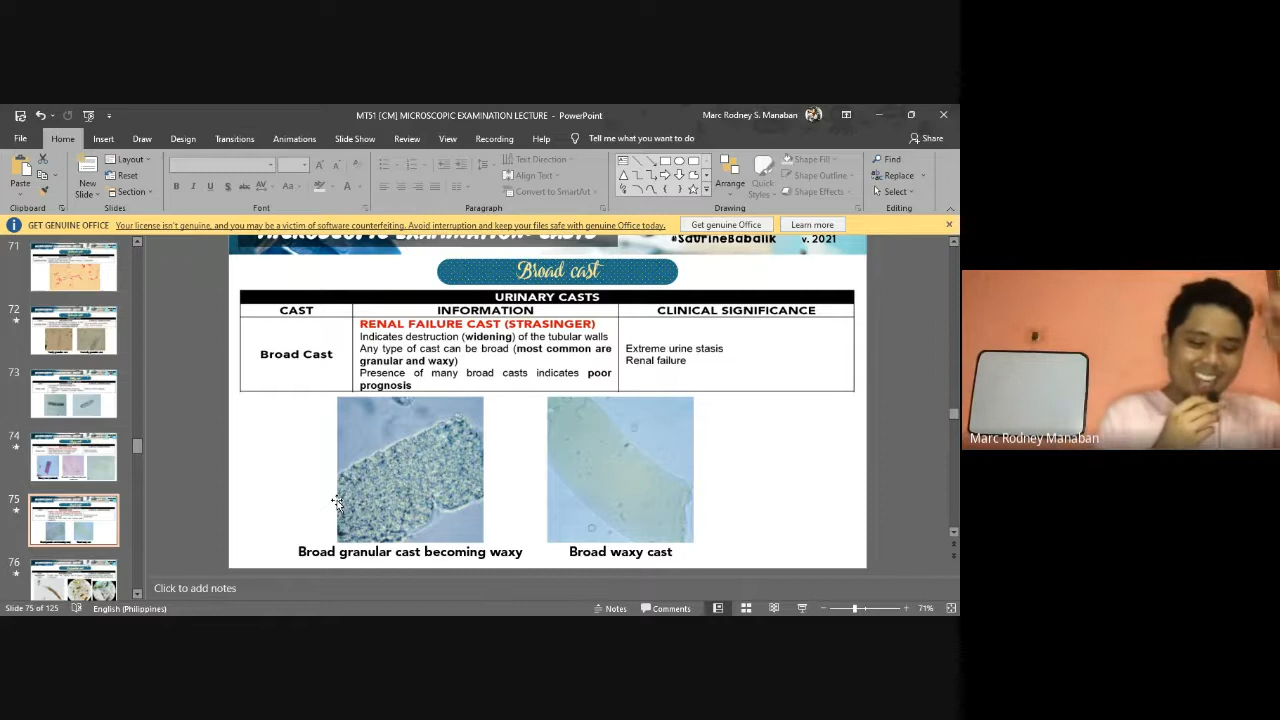 MT51 [CM] MICROSCOPIC EXAMINATION LECTURE - PowerPoint
Marc Rodney S. Manaban
File Home Insert Draw Design Transitions Animations Slide Show Review View Recording Help Tell me what you want to do Share
Paste
New
Slide
Layout
Reset
Section
Text Direction
Align Text
Convert to SmartArt
Arrange
Quick
Styles
Shape Fill
Shape Outline
Shape Effects
Find
Replace
Select
Clipboard Slides Font Paragraph Drawing Editing
GET GENUINE OFFICE Your license isn't genuine, and you may be a victim of software counterfeiting. Avoid interruption and keep your files safe with genuine Office today. Get genuine Office Learn more
71
72
73
74
75
76
#SaUrineBabalik v. 2021
Broad cast
URINARY CASTS
CAST INFORMATION CLINICAL SIGNIFICANCE
Broad Cast
RENAL FAILURE CAST (STRASINGER)
Indicates destruction (widening) of the tubular walls
Any type of cast can be broad (most common are
granular and waxy)
Presence of many broad casts indicates poor
prognosis
Extreme urine stasis
Renal failure
Broad granular cast becoming waxy
Broad waxy cast
Click to add notes
Slide 75 of 125 English (Philippines) Notes Comments 71%
Marc Rodney Manaban